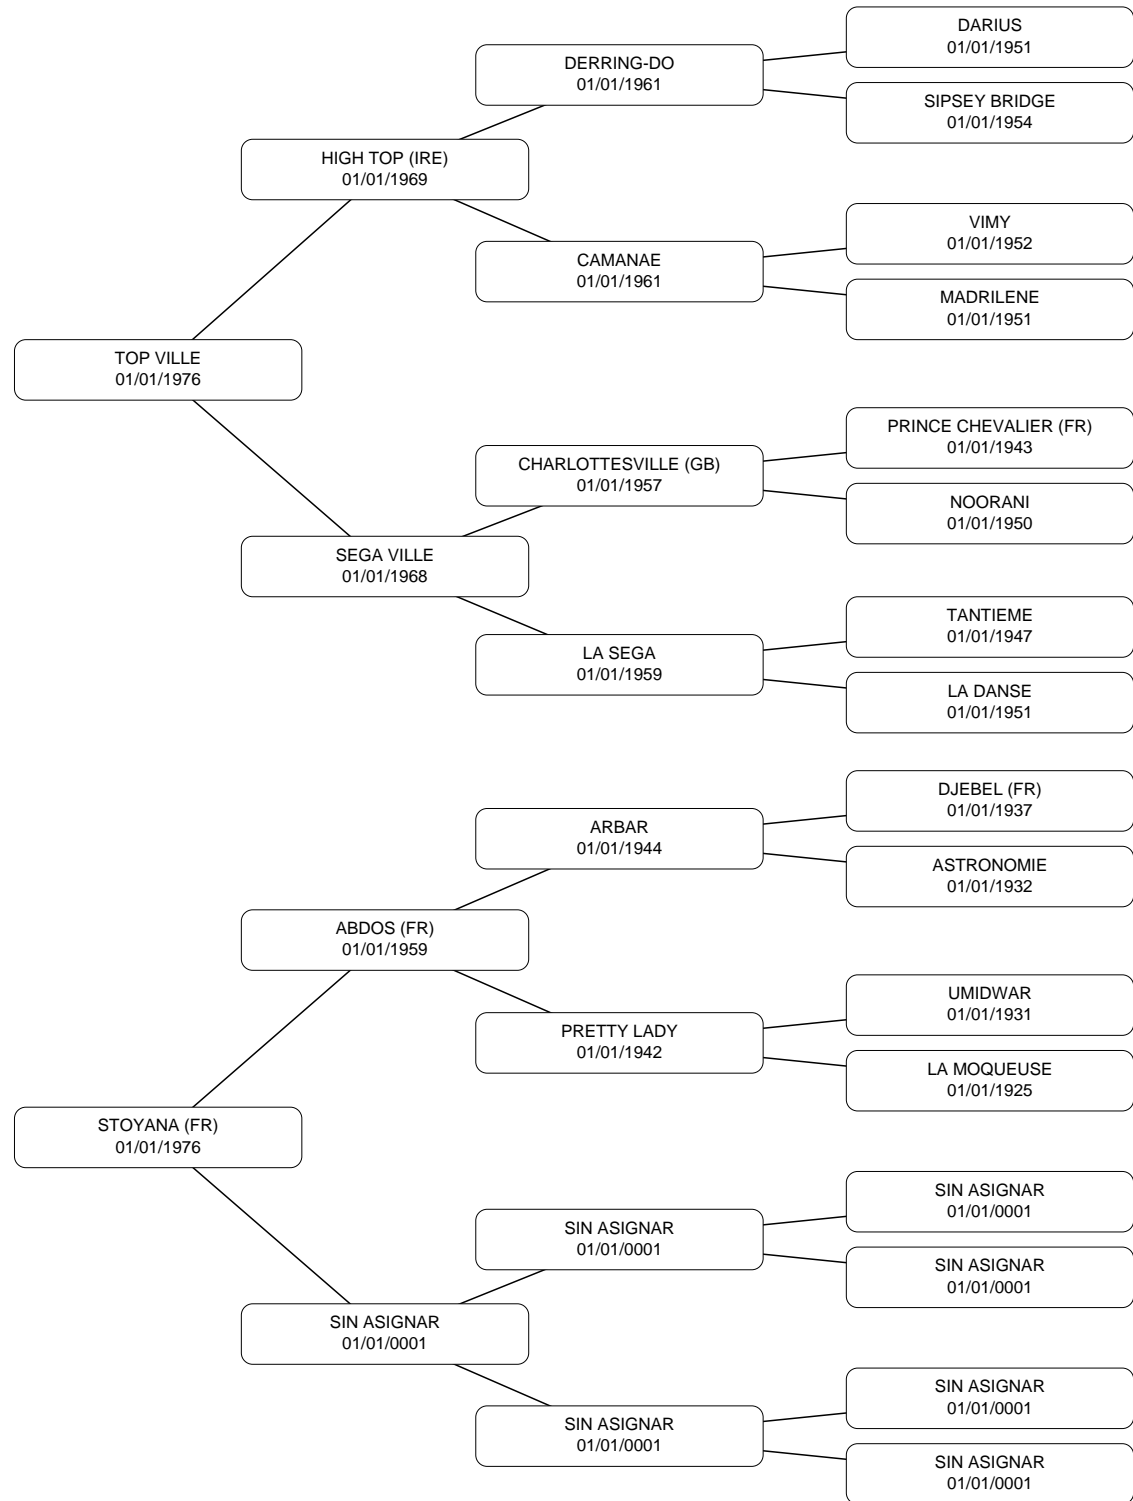 DARIUS
01/01/1951
DERRING-DO
01/01/1961
SIPSEY BRIDGE
01/01/1954
HIGH TOP (IRE)
01/01/1969
VIMY
01/01/1952
CAMANAE
01/01/1961
MADRILENE
01/01/1951
TOP VILLE
01/01/1976
PRINCE CHEVALIER (FR)
01/01/1943
CHARLOTTESVILLE (GB)
01/01/1957
NOORANI
01/01/1950
SEGA VILLE
01/01/1968
TANTIEME
01/01/1947
LA SEGA
01/01/1959
LA DANSE
01/01/1951
DJEBEL (FR)
01/01/1937
ARBAR
01/01/1944
ASTRONOMIE
01/01/1932
ABDOS (FR)
01/01/1959
UMIDWAR
01/01/1931
PRETTY LADY
01/01/1942
LA MOQUEUSE
01/01/1925
STOYANA (FR)
01/01/1976
SIN ASIGNAR
01/01/0001
SIN ASIGNAR
01/01/0001
SIN ASIGNAR
01/01/0001
SIN ASIGNAR
01/01/0001
SIN ASIGNAR
01/01/0001
SIN ASIGNAR
01/01/0001
SIN ASIGNAR
01/01/0001